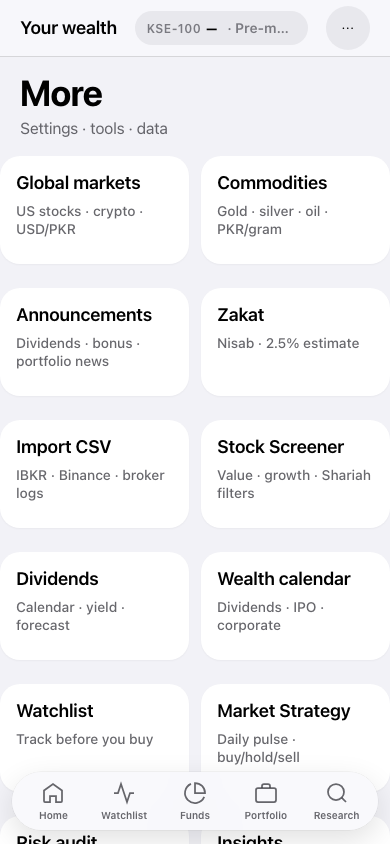 Your wealth
KSE-100 – · Pre-m...
...
More
Settings · tools · data
Global markets
US stocks · crypto ·
USD/PKR
Commodities
Gold · silver · oil ·
PKR/gram
Announcements
Dividends · bonus ·
portfolio news
Zakat
Nisab · 2.5% estimate
Import CSV
IBKR · Binance · broker
logs
Stock Screener
Value · growth · Shariah
filters
Dividends
Calendar · yield ·
forecast
Wealth calendar
Dividends · IPO ·
corporate
Watchlist
Track before you buy
Market Strategy
Daily pulse ·
buy/hold/sell
Risk audit
Insights
Home
Watchlist
Funds
Portfolio
Research